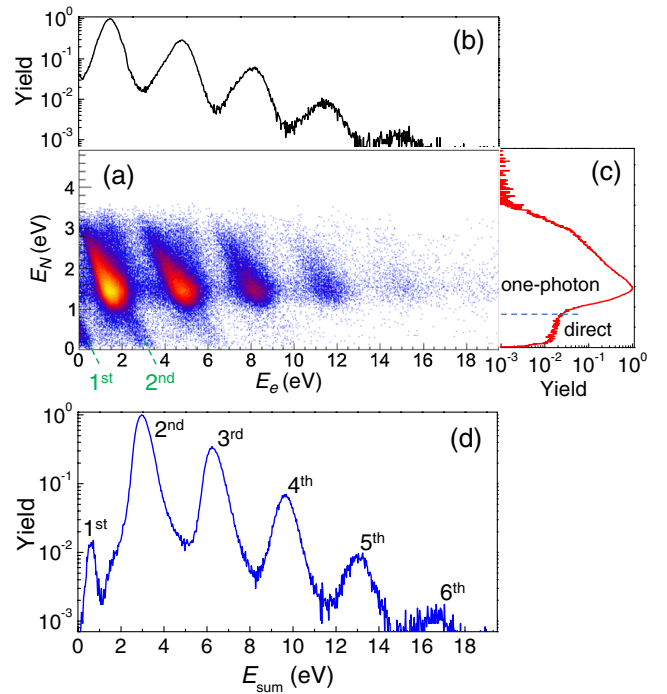 (b)
Yield
10^0
10^-1
10^-2
10^-3
(a)
E_N (eV)
4
3
2
1
0
0 2 4 6 8 10 12 14 16 18
1^st 2^nd
E_e (eV)
(c)
one-photon
direct
10^-3 10^-2 10^-1 10^0
Yield
(d)
Yield
10^0
10^-1
10^-2
10^-3
1^st
2^nd
3^rd
4^th
5^th
6^th
0 2 4 6 8 10 12 14 16 18
E_sum (eV)